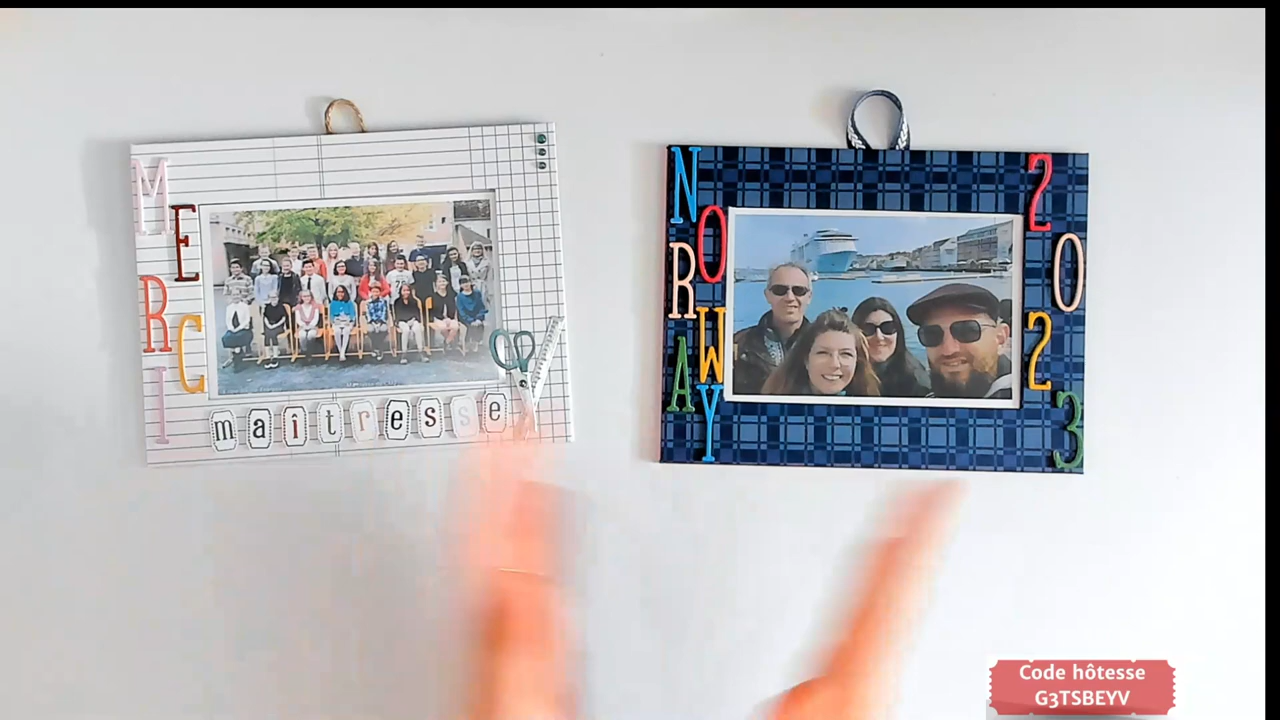 MERCI
maîtresse
NORWAY
2023
Code hôtesse
G3TSBEYV